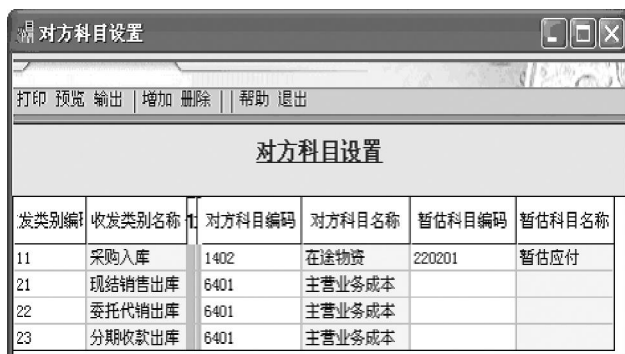 对方科目设置
打印 预览 输出 | 增加 删除 | | 帮助 退出
对方科目设置
发类别编 收发类别名称 对方科目编码 对方科目名称 暂估科目编码 暂估科目名称
11 采购入库 1402 在途物资 220201 暂估应付
21 现结销售出库 6401 主营业务成本
22 委托代销出库 6401 主营业务成本
23 分期收款出库 6401 主营业务成本